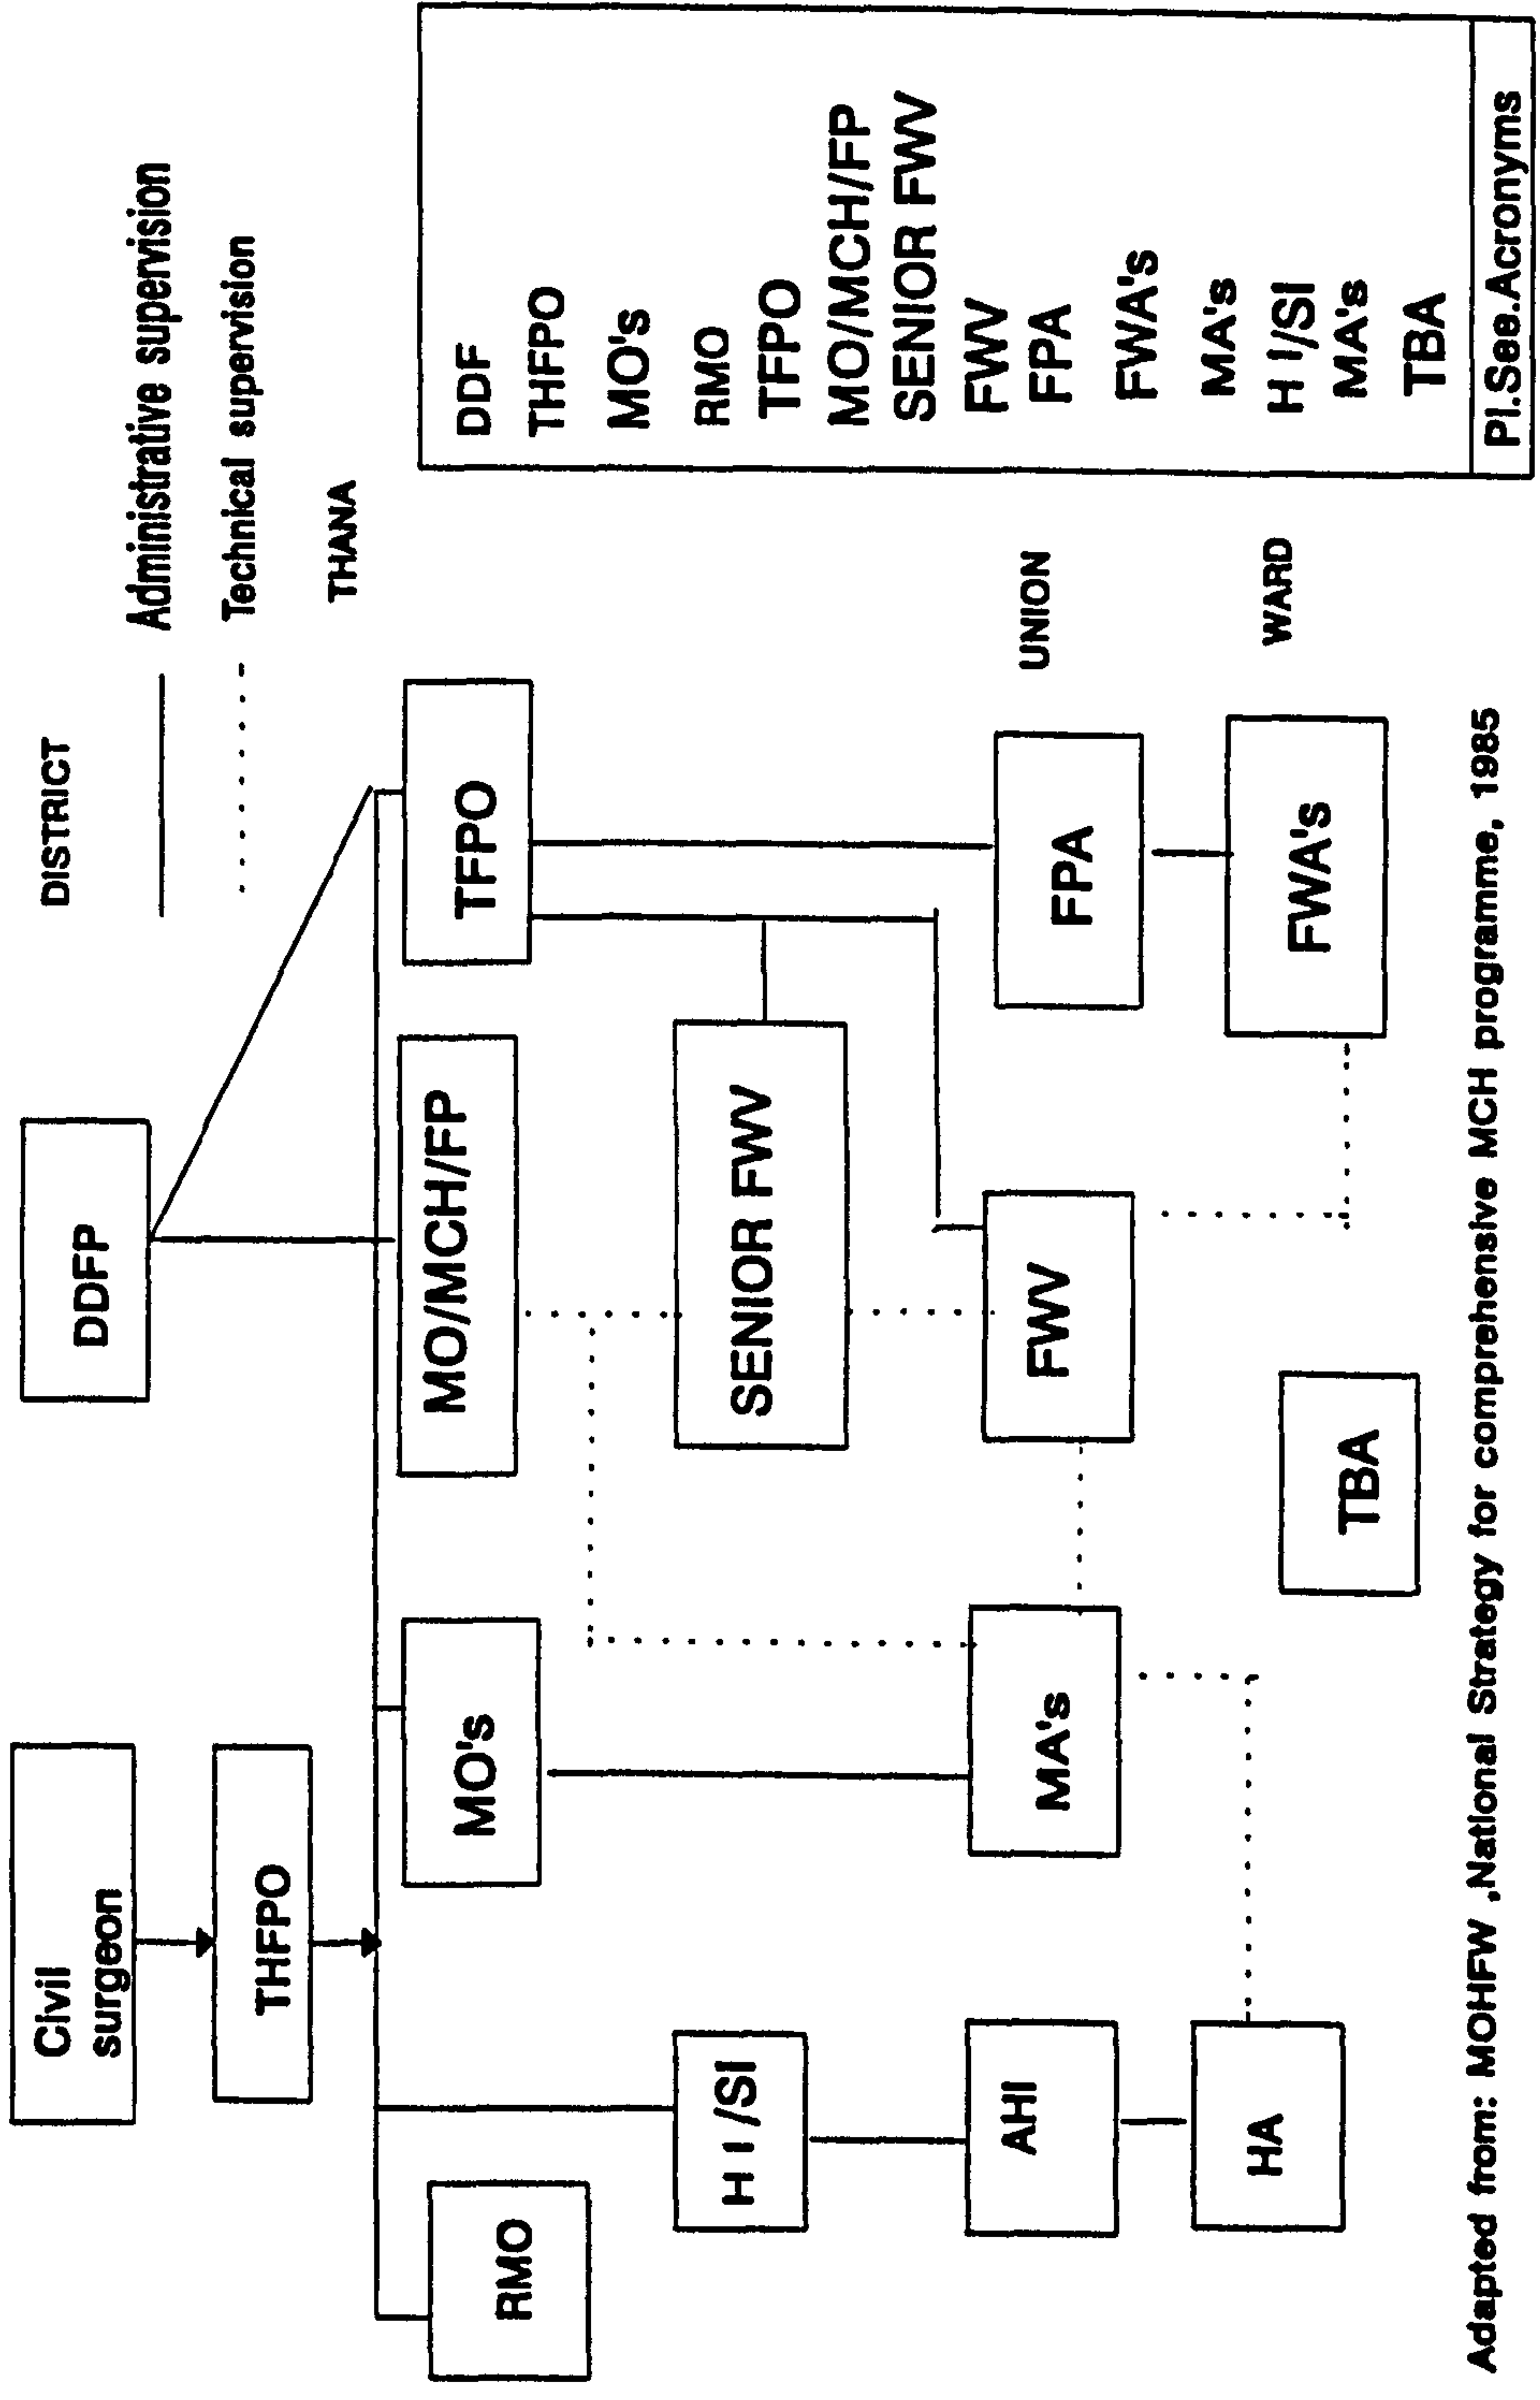 DISTRICT
Administrative supervision
Technical supervision
THANA
Civil
surgeon
DDFP
THFPO
RMO
MO's
MO/MCH/FP
TFPO
H I /SI
SENIOR FWV
AHI
MA's
FWV
FPA
UNION
HA
TBA
FWA's
WARD
DDF
THFPO
MO's
RMO
TFPO
MO/MCH/FP
SENIOR FWV
FWV
FPA
FWA's
MA's
H I/SI
MA's
TBA
Pl.See.Acronyms
Adapted from: MOHFW ,National Strategy for comprehensive MCH programme, 1985